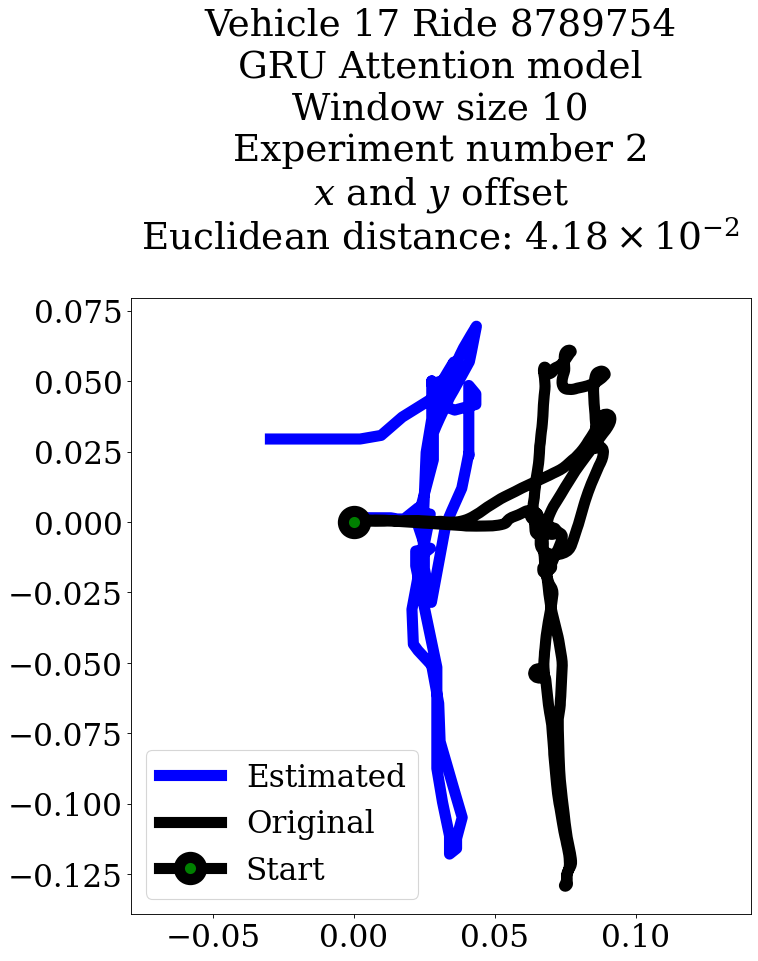 Vehicle 17 Ride 8789754
GRU Attention model
Window size 10
Experiment number 2
x and y offset
Euclidean distance: 4.18 × 10⁻²
0.075
0.050
0.025
0.000
−0.025
−0.050
−0.075
−0.100
−0.125
Estimated
Original
Start
−0.05 0.00 0.05 0.10